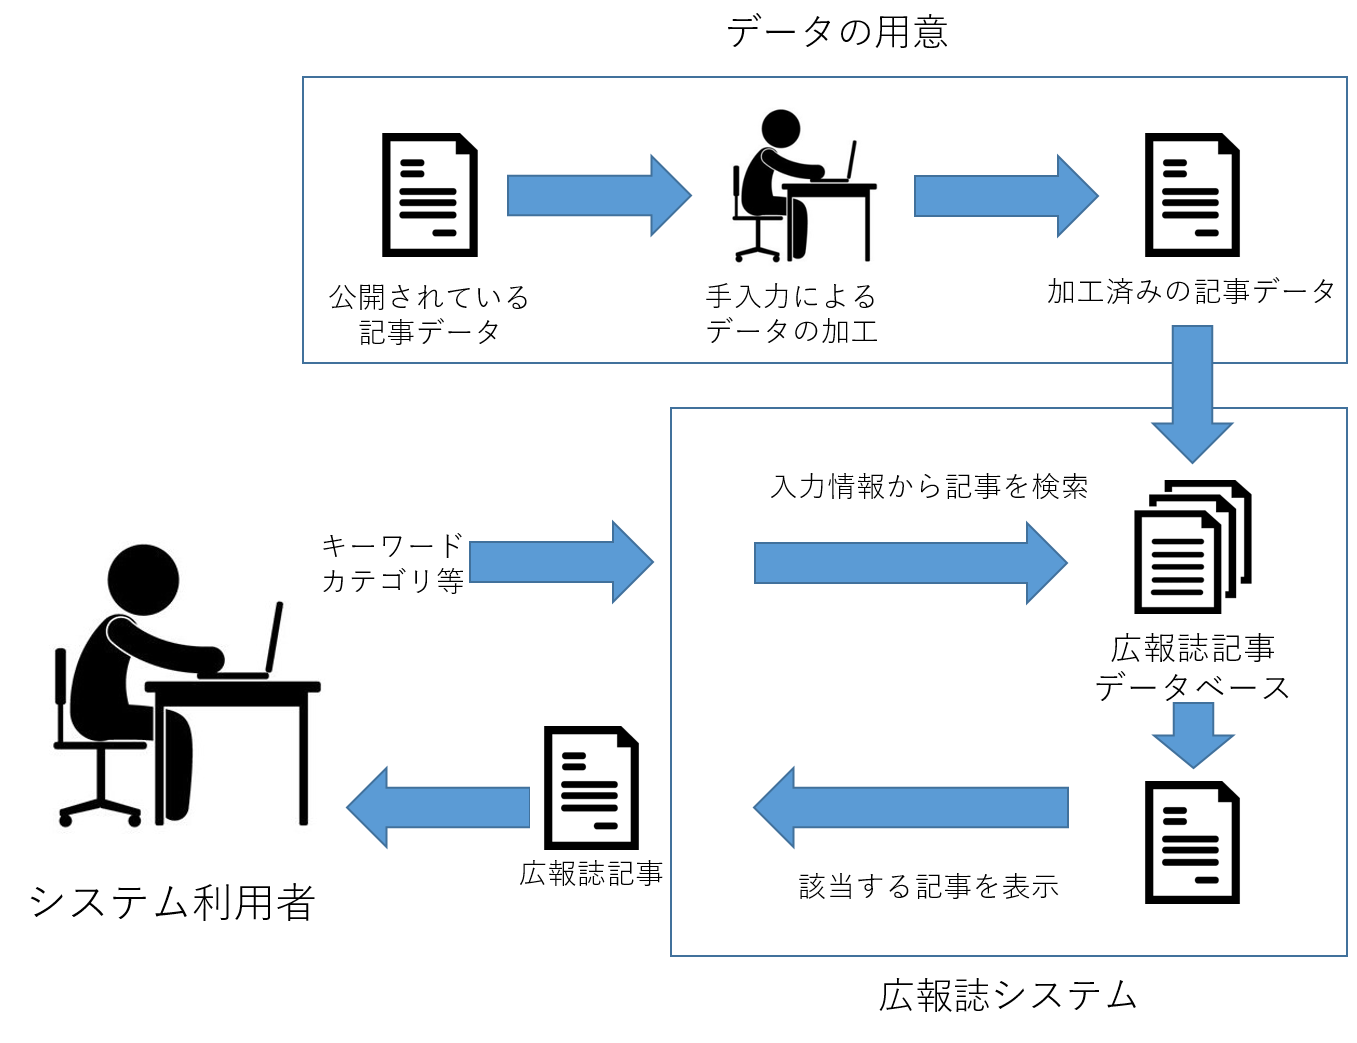 データの用意
公開されている
記事データ
手入力による
データの加工
加工済みの記事データ
入力情報から記事を検索
キーワード
カテゴリ等
広報誌記事
データベース
広報誌記事
該当する記事を表示
システム利用者
広報誌システム